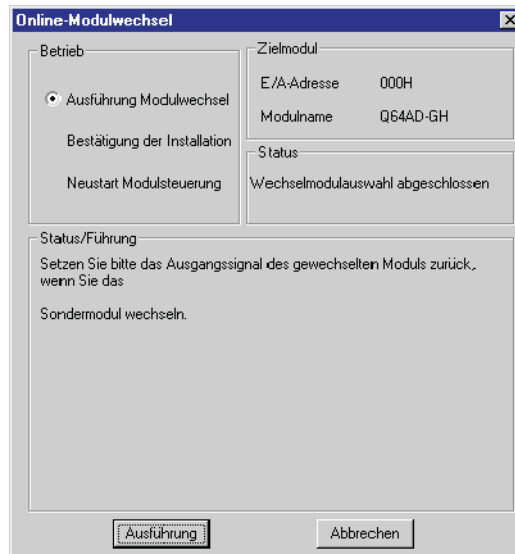 Online-Modulwechsel
Betrieb
Ausführung Modulwechsel
Bestätigung der Installation
Neustart Modulsteuerung
Zielmodul
E/A-Adresse 000H
Modulname Q64AD-GH
Status
Wechselmodulauswahl abgeschlossen
Status/Führung
Setzen Sie bitte das Ausgangssignal des gewechselten Moduls zurück,
wenn Sie das
Sondermodul wechseln.
Ausführung Abbrechen